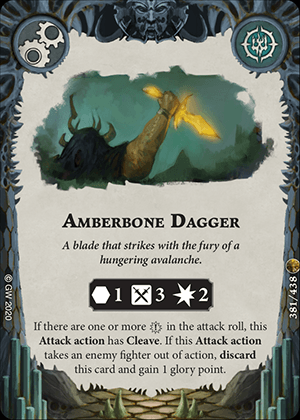 AMBERBONE DAGGER
A blade that strikes with the fury of a
hungering avalanche.
1 3 2
If there are one or more in the attack roll, this
Attack action has Cleave. If this Attack action
takes an enemy fighter out of action, discard
this card and gain 1 glory point.
© GW 2020
381/438